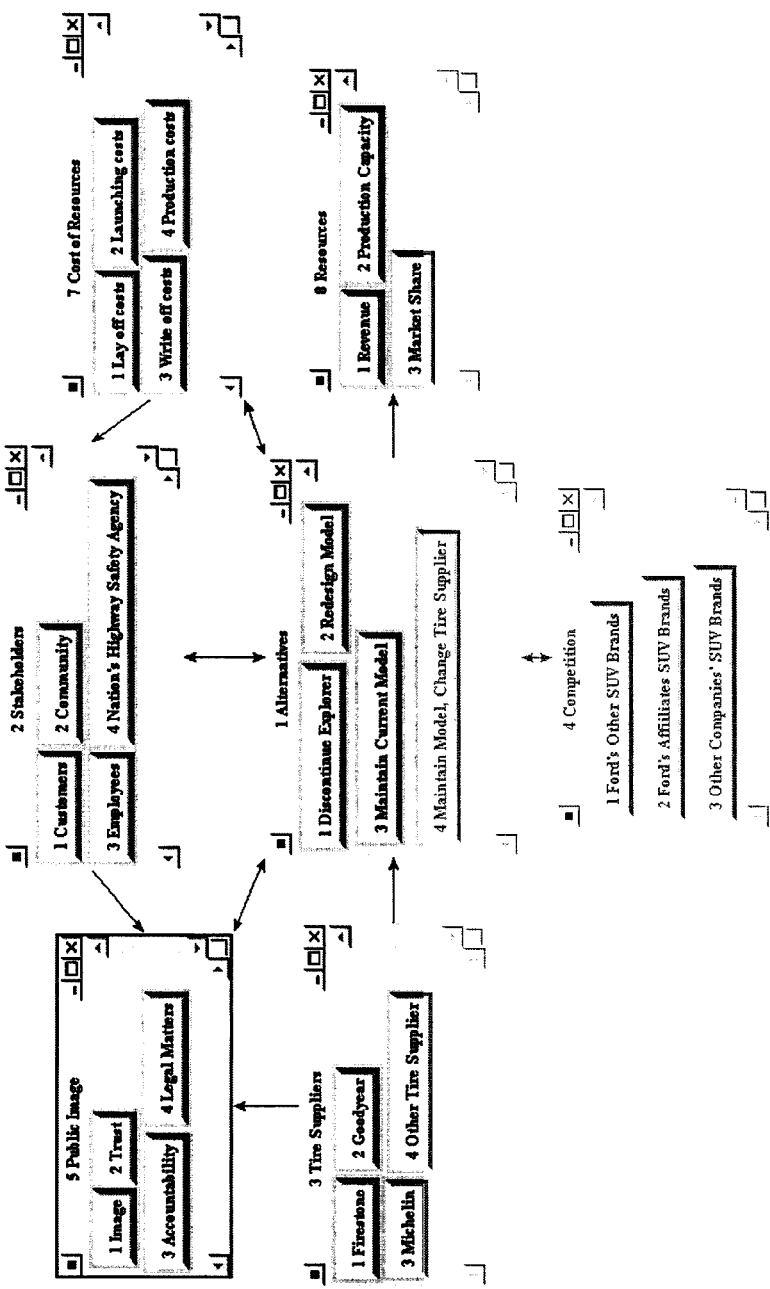 5 Public Image
1 Image
2 Trust
3 Accountability
4 Legal Matters
2 Stakeholders
1 Customers
2 Community
3 Employees
4 Nation's Highway Safety Agency
7 Cost of Resources
1 Lay off costs
2 Launching costs
3 Write off costs
4 Production costs
3 Tire Suppliers
1 Firestone
2 Goodyear
3 Michelin
4 Other Tire Supplier
1 Alternatives
1 Discontinue Explorer
2 Redesign Model
3 Maintain Current Model
4 Maintain Model, Change Tire Supplier
8 Resources
1 Revenue
2 Production Capacity
3 Market Share
4 Competition
1 Ford's Other SUV Brands
2 Ford's Affiliates SUV Brands
3 Other Companies' SUV Brands